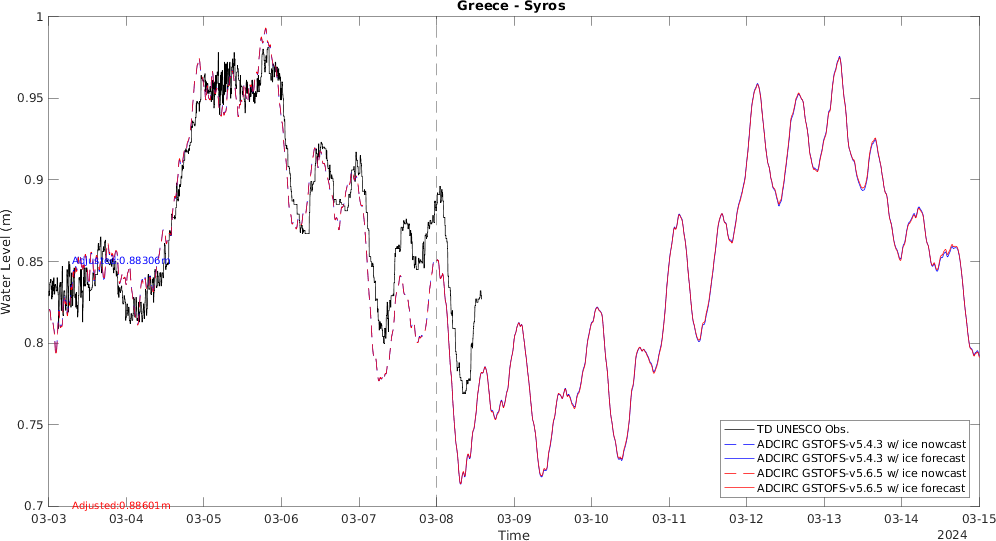 Greece - Syros
Water Level (m)
1
0.95
0.9
0.85
0.8
0.75
0.7
Adjusted:0.88306m
Adjusted:0.88601m
TD UNESCO Obs.
ADCIRC GSTOFS-v5.4.3 w/ ice nowcast
ADCIRC GSTOFS-v5.4.3 w/ ice forecast
ADCIRC GSTOFS-v5.6.5 w/ ice nowcast
ADCIRC GSTOFS-v5.6.5 w/ ice forecast
03-03 03-04 03-05 03-06 03-07 03-08 03-09 03-10 03-11 03-12 03-13 03-14 03-15
Time
2024